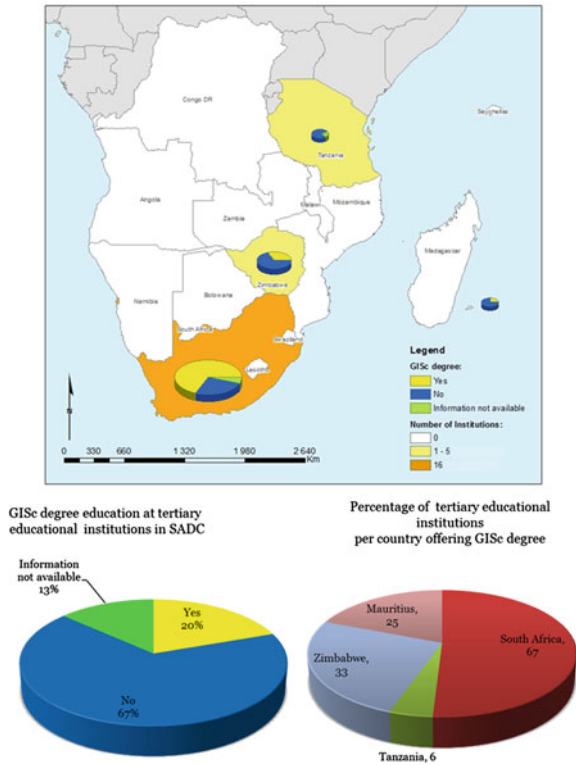 Congo DR
Seychelles
Tanzania
Angola
Malawi
Mozambique
Zambia
Madagascar
Zimbabwe
Namibia
Botswana
South Africa
Swaziland
Lesotho
N
Legend
GISc degree:
Yes
No
Information not available
Number of Institutions:
0
1 - 5
16
0 330 660 1 320 1 980 2 640
Km
GISc degree education at tertiary
educational institutions in SADC
Information
not available
13%
Yes
20%
No
67%
Percentage of tertiary educational
institutions
per country offering GISc degree
Mauritius,
25
South Africa,
67
Zimbabwe,
33
Tanzania, 6